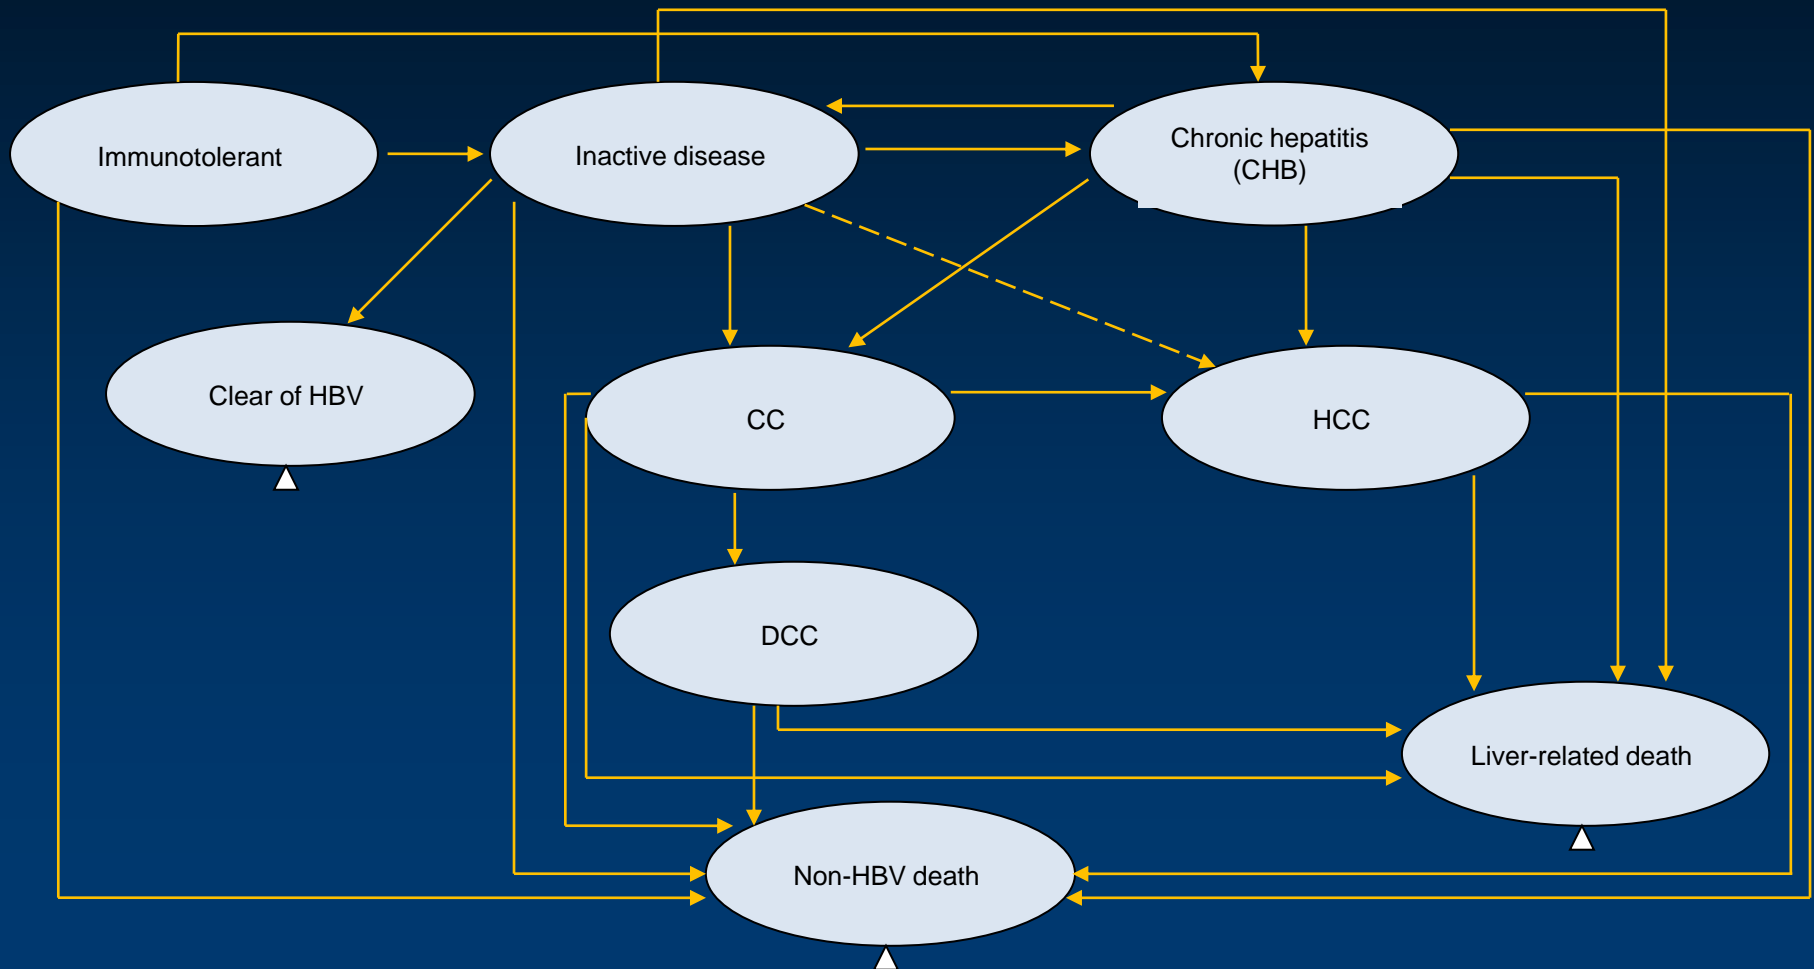 Immunotolerant
Inactive disease
Chronic hepatitis
(CHB)
Clear of HBV
CC
HCC
DCC
Liver-related death
Non-HBV death